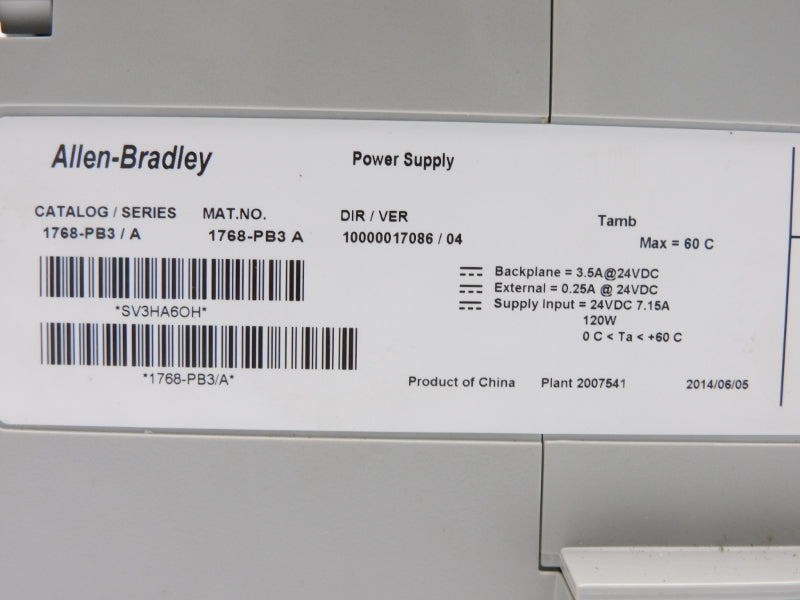 Allen-Bradley
Power Supply
CATALOG / SERIES MAT.NO. DIR / VER
1768-PB3 / A 1768-PB3 A 10000017086 / 04
Tamb
Max = 60 C
*SV3HA6OH*
*1768-PB3/A*
Backplane = 3.5A@24VDC
External = 0.25A @ 24VDC
Supply Input = 24VDC 7.15A
120W
0 C < Ta < +60 C
Product of China Plant 2007541 2014/06/05